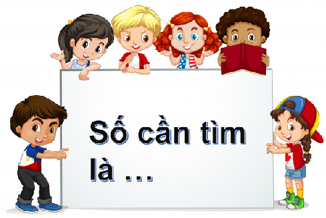 Số cần tìm
là ...